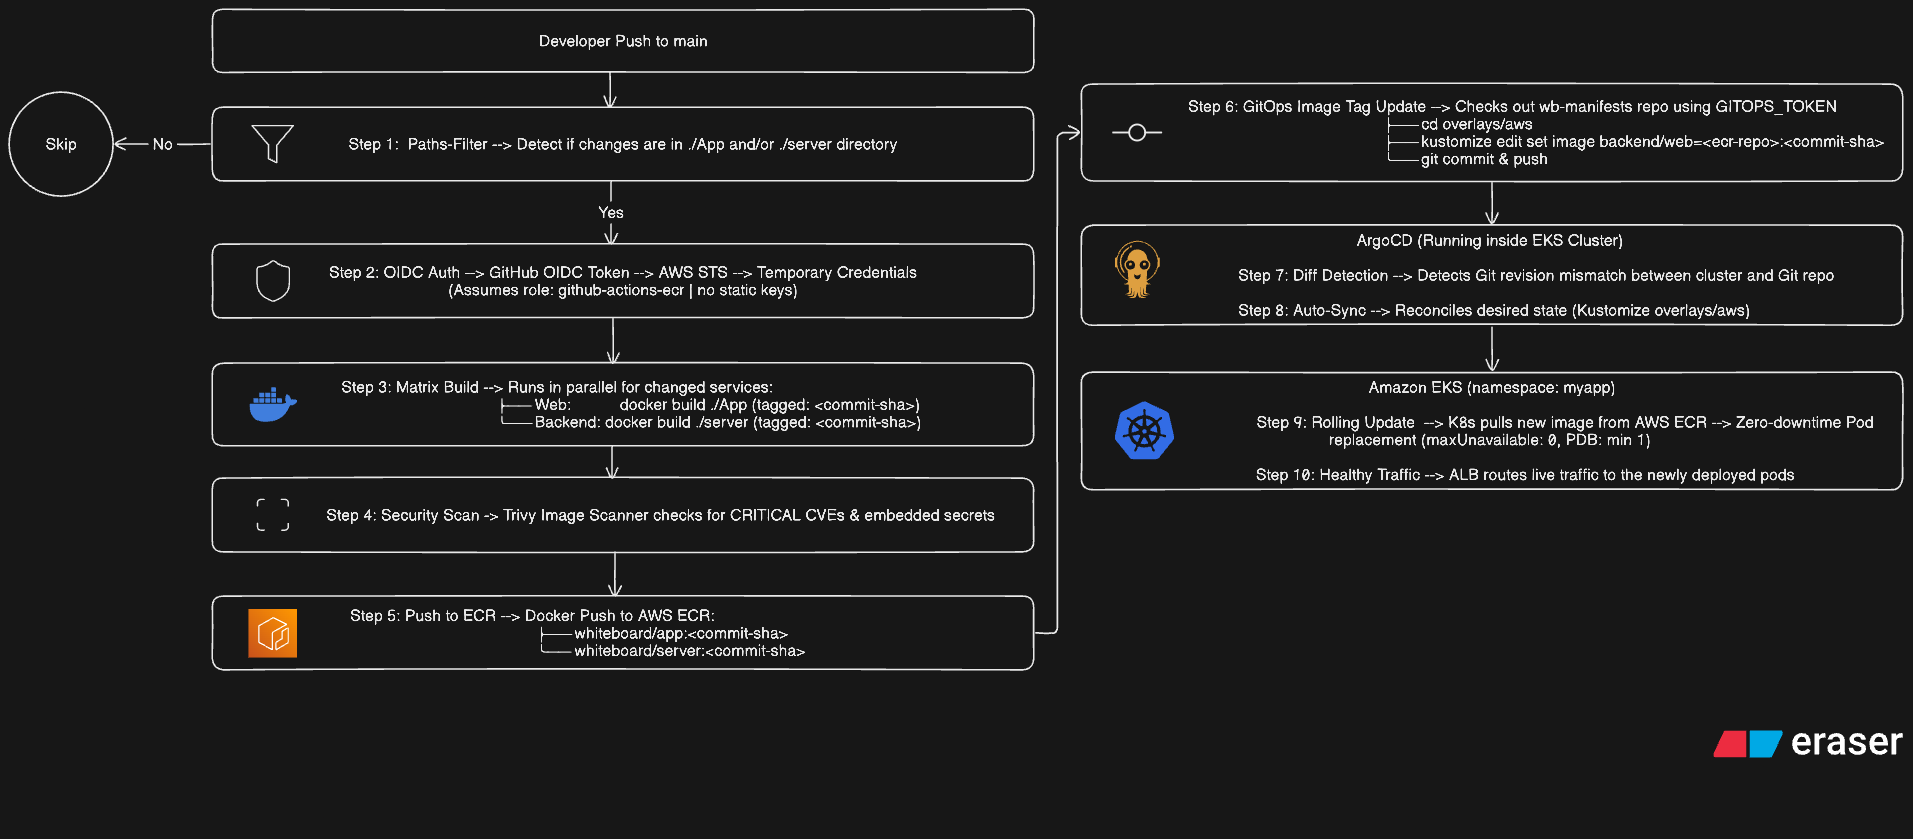 Developer Push to main
Skip
No
Step 1: Paths-Filter --> Detect if changes are in ./App and/or ./server directory
Yes
Step 2: OIDC Auth --> GitHub OIDC Token --> AWS STS --> Temporary Credentials
(Assumes role: github-actions-ecr | no static keys)
Step 3: Matrix Build --> Runs in parallel for changed services:
├── Web: docker build ./App (tagged: <commit-sha>)
└── Backend: docker build ./server (tagged: <commit-sha>)
Step 4: Security Scan -> Trivy Image Scanner checks for CRITICAL CVEs & embedded secrets
Step 5: Push to ECR --> Docker Push to AWS ECR:
├── whiteboard/app:<commit-sha>
└── whiteboard/server:<commit-sha>
Step 6: GitOps Image Tag Update --> Checks out wb-manifests repo using GITOPS_TOKEN
├── cd overlays/aws
├── kustomize edit set image backend/web=<ecr-repo>:<commit-sha>
└── git commit & push
ArgoCD (Running inside EKS Cluster)
Step 7: Diff Detection --> Detects Git revision mismatch between cluster and Git repo
Step 8: Auto-Sync --> Reconciles desired state (Kustomize overlays/aws)
Amazon EKS (namespace: myapp)
Step 9: Rolling Update --> K8s pulls new image from AWS ECR --> Zero-downtime Pod
replacement (maxUnavailable: 0, PDB: min 1)
Step 10: Healthy Traffic --> ALB routes live traffic to the newly deployed pods
eraser